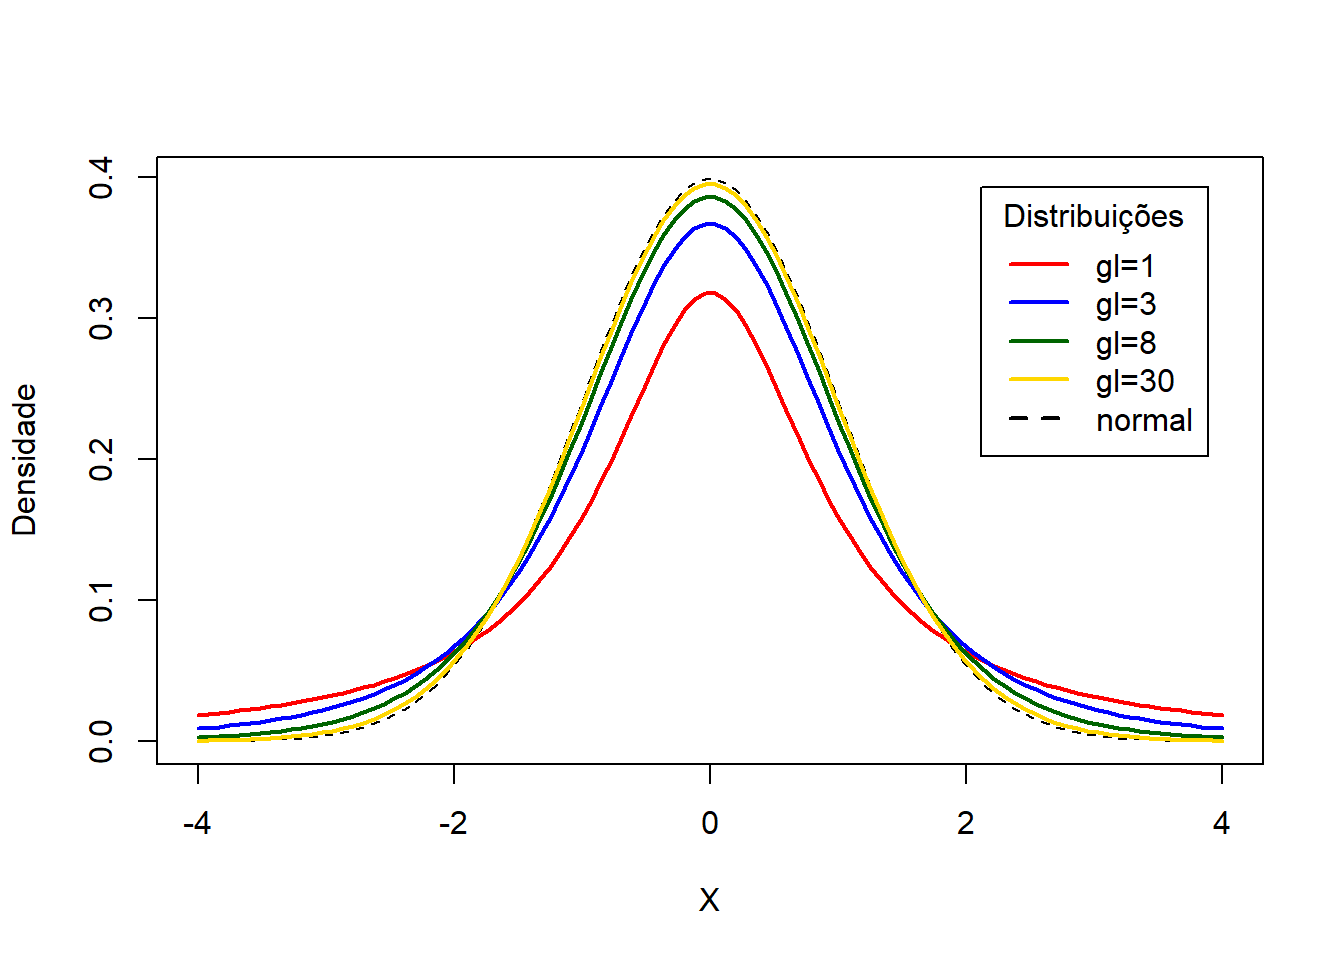 Distribuições
gl=1
gl=3
gl=8
gl=30
normal
Densidade
0.4
0.3
0.2
0.1
0.0
-4 -2 0 2 4
X